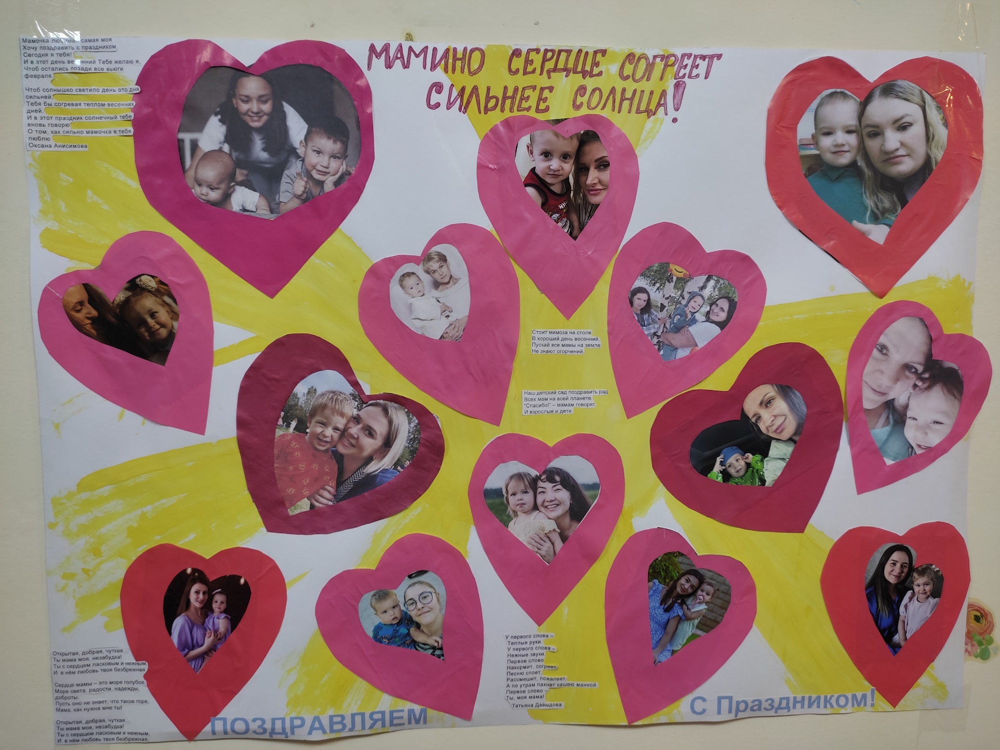 МАМИНО СЕРДЦЕ СОГРЕЕТ
СИЛЬНЕЕ СОЛНЦА!
Мамочка любимая самая моя
Хочу поздравить с праздником
Сегодня я тебя!
И в этот день весенний Тебе желаю я,
Чтоб остались позади все вьюги
февраля.
Чтоб солнышко светило день ото дня
сильней,
Тебя бы согревая теплом весенних
дней.
И в этот праздник солнечный тебе
вновь говорю
О том, как сильно мамочка я тебя
люблю
Оксана Анисимова
Стоит мимоза на столе
В хороший день весенний.
Пускай все мамы на земле
Не знают огорчений.
Наш детский сад поздравить рад
Всех мам на всей планете.
"Спасибо!" – мамам говорят
И взрослые и дети.
У первого слова –
Теплые руки.
У первого слова –
Нежные звуки.
Первое слово
Накормит, согреет,
Песню споет,
Рассмешит, пожалеет.
А по утрам пахнет кашею манной.
Первое слово –
Ты, моя мама!
Татьяна Давыдова
Открытая, добрая, чуткая...
Ты мама моя, незабудка!
Ты с сердцем ласковым и нежным,
И в нём любовь твоя безбрежная
Сердце мамы – это море голубое,
Море света, радости, надежды,
доброты.
Пусть оно не знает, что такое горе,
Мама, как нужна мне ты!
Открытая, добрая, чуткая...
Ты мама моя, незабудка!
Ты с сердцем ласковым и нежным,
И в нём любовь твоя безбрежная.
ПОЗДРАВЛЯЕМ
С Праздником!